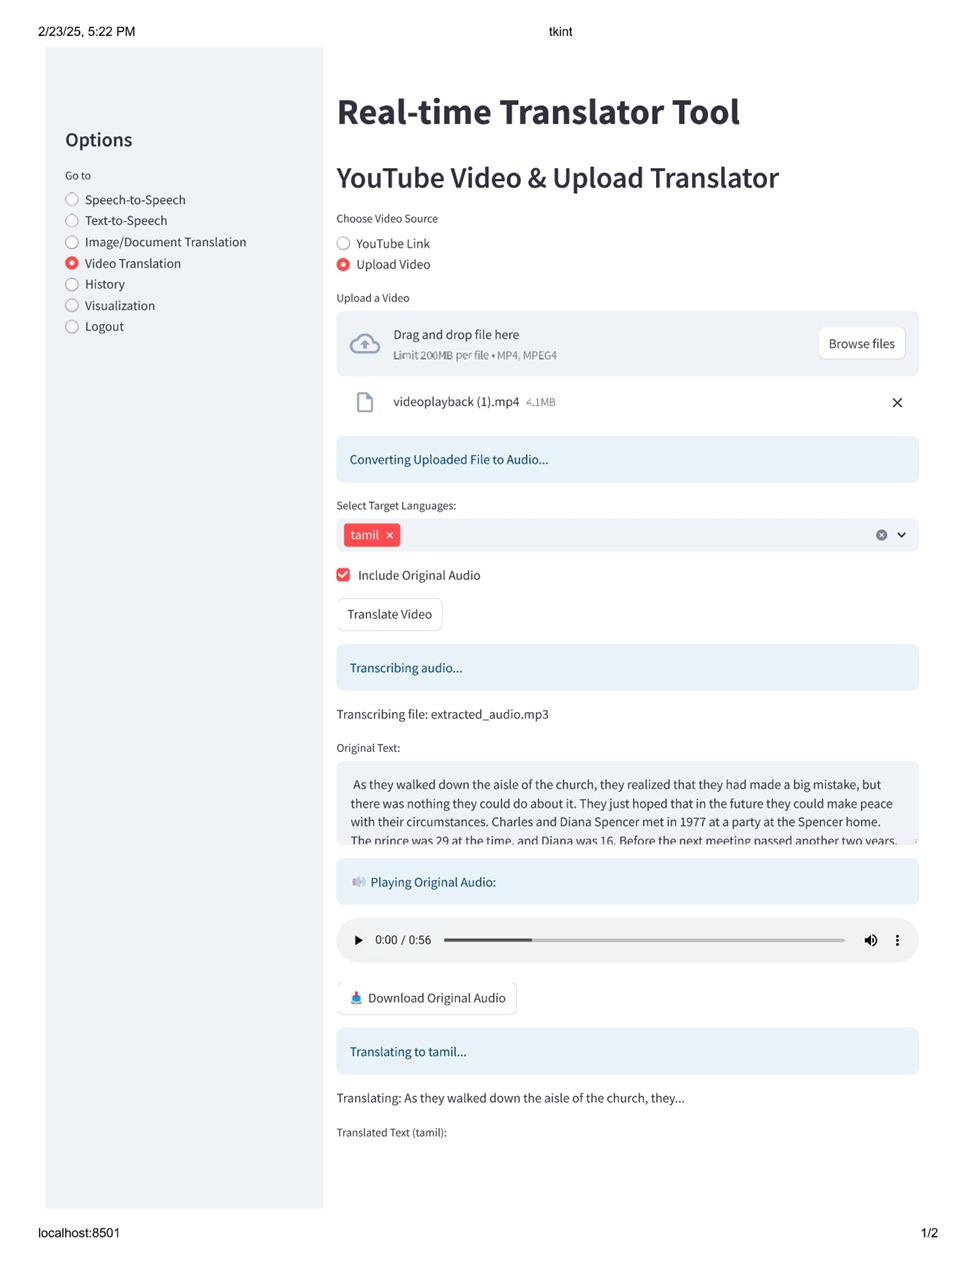 2/23/25, 5:22 PM
tkint
Options
Go to
Speech-to-Speech
Text-to-Speech
Image/Document Translation
Video Translation
History
Visualization
Logout
Real-time Translator Tool
YouTube Video & Upload Translator
Choose Video Source
YouTube Link
Upload Video
Upload a Video
Drag and drop file here
Limit 200MB per file • MP4, MPEG4
Browse files
videoplayback (1).mp4 4.1MB
Converting Uploaded File to Audio...
Select Target Languages:
tamil
Include Original Audio
Translate Video
Transcribing audio...
Transcribing file: extracted_audio.mp3
Original Text:
As they walked down the aisle of the church, they realized that they had made a big mistake, but
there was nothing they could do about it. They just hoped that in the future they could make peace
with their circumstances. Charles and Diana Spencer met in 1977 at a party at the Spencer home.
The prince was 29 at the time, and Diana was 16. Before the next meeting passed another two years.
Playing Original Audio:
0:00 / 0:56
Download Original Audio
Translating to tamil...
Translating: As they walked down the aisle of the church, they...
Translated Text (tamil):
localhost:8501
1/2